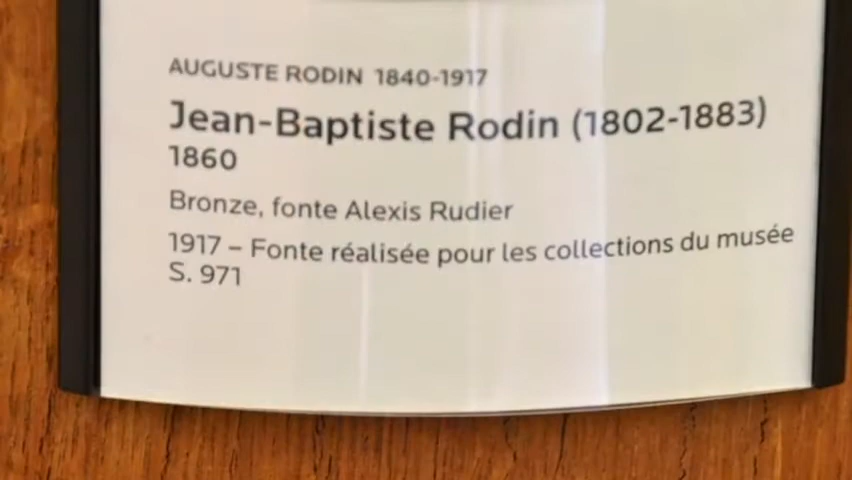 AUGUSTE RODIN 1840-1917
Jean-Baptiste Rodin (1802-1883)
1860
Bronze, fonte Alexis Rudier
1917 – Fonte réalisée pour les collections du musée
S. 971